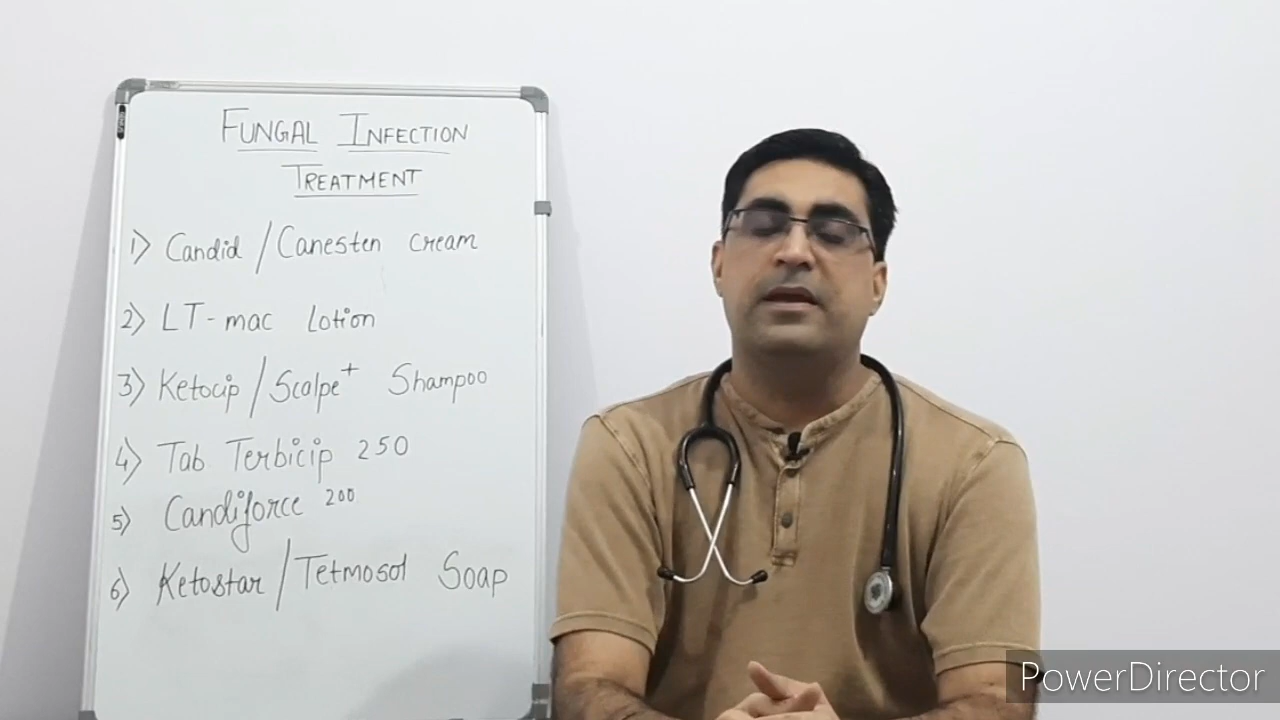 FUNGAL INFECTION
TREATMENT
1) Candid / Canesten Cream
2) LT-mac Lotion
3) Ketocip / Scalpe+ Shampoo
4) Tab Terbicip 250
5) Candiforce 200
6) Ketostar / Tetmosol Soap
PowerDirector